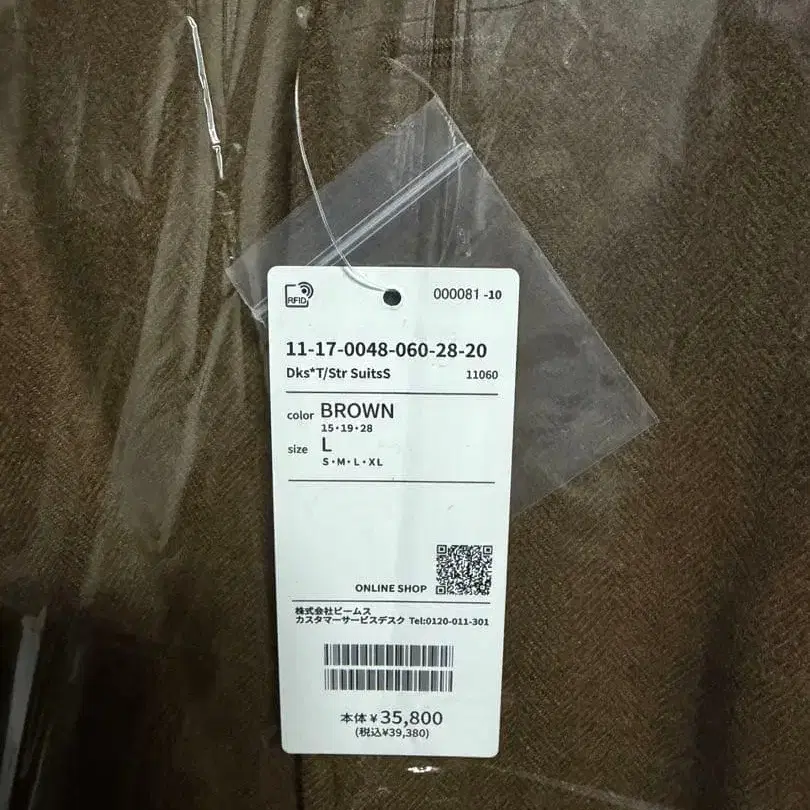 RFID
000081 -10
11-17-0048-060-28-20
Dks*T/Str SuitsS 11060
color BROWN
15・19・28
size L
S・M・L・XL
ONLINE SHOP
株式会社ビームス
カスタマーサービスデスク Tel:0120-011-301
本体 ¥35,800
(税込¥39,380)